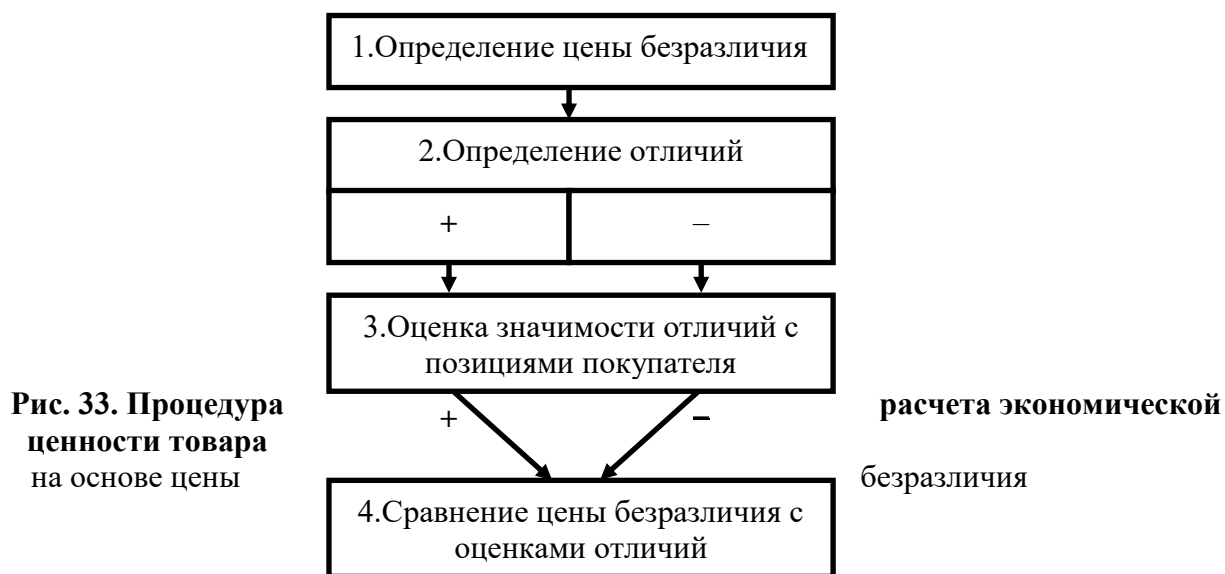 1.Определение цены безразличия
2.Определение отличий
+ –
3.Оценка значимости отличий с
позициями покупателя
Рис. 33. Процедура расчета экономической
+ –
ценности товара
на основе цены безразличия
4.Сравнение цены безразличия с
оценками отличий